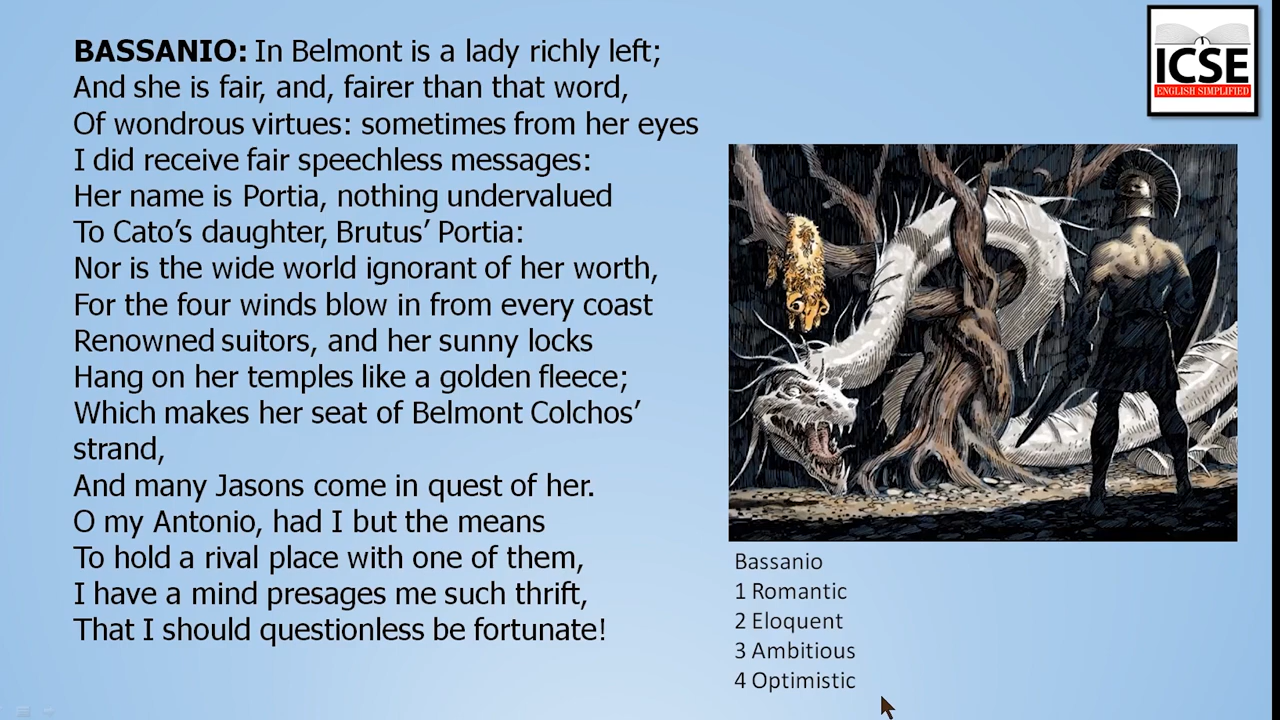 BASSANIO: In Belmont is a lady richly left;
And she is fair, and, fairer than that word,
Of wondrous virtues: sometimes from her eyes
I did receive fair speechless messages:
Her name is Portia, nothing undervalued
To Cato’s daughter, Brutus’ Portia:
Nor is the wide world ignorant of her worth,
For the four winds blow in from every coast
Renowned suitors, and her sunny locks
Hang on her temples like a golden fleece;
Which makes her seat of Belmont Colchos’
strand,
And many Jasons come in quest of her.
O my Antonio, had I but the means
To hold a rival place with one of them,
I have a mind presages me such thrift,
That I should questionless be fortunate!
ICSE
ENGLISH SIMPLIFIED
Bassanio
1 Romantic
2 Eloquent
3 Ambitious
4 Optimistic